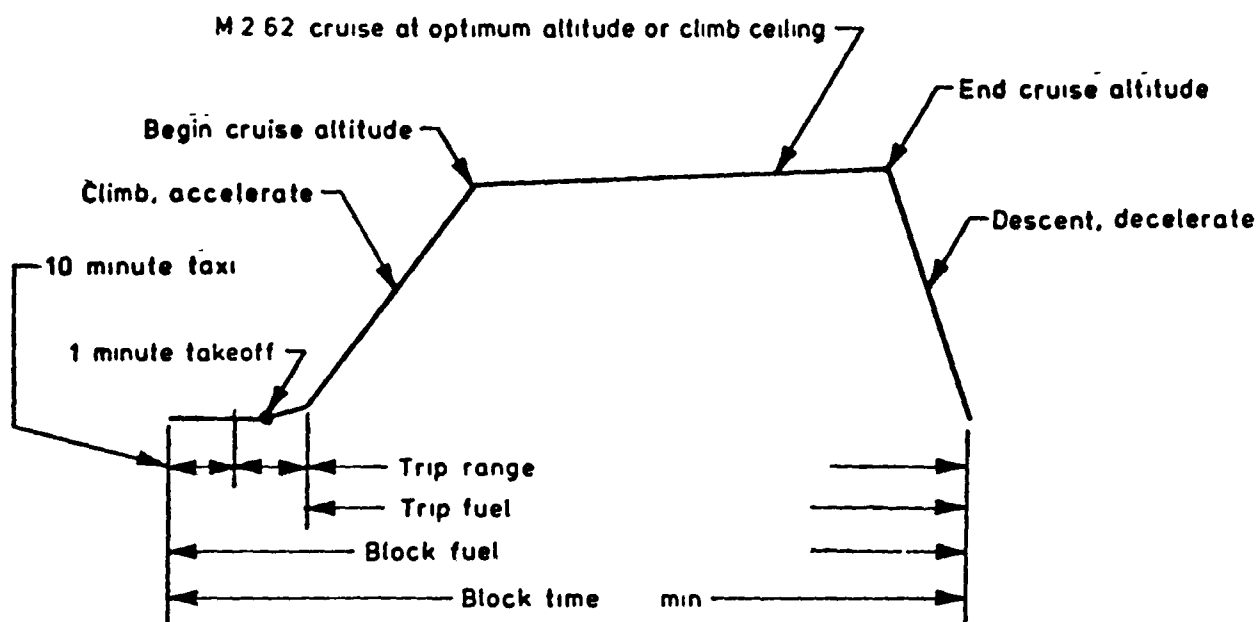 M 2 62 cruise at optimum altitude or climb ceiling
End cruise altitude
Begin cruise altitude
Climb, accelerate
Descent, decelerate
10 minute taxi
1 minute takeoff
Trip range
Trip fuel
Block fuel
Block time min